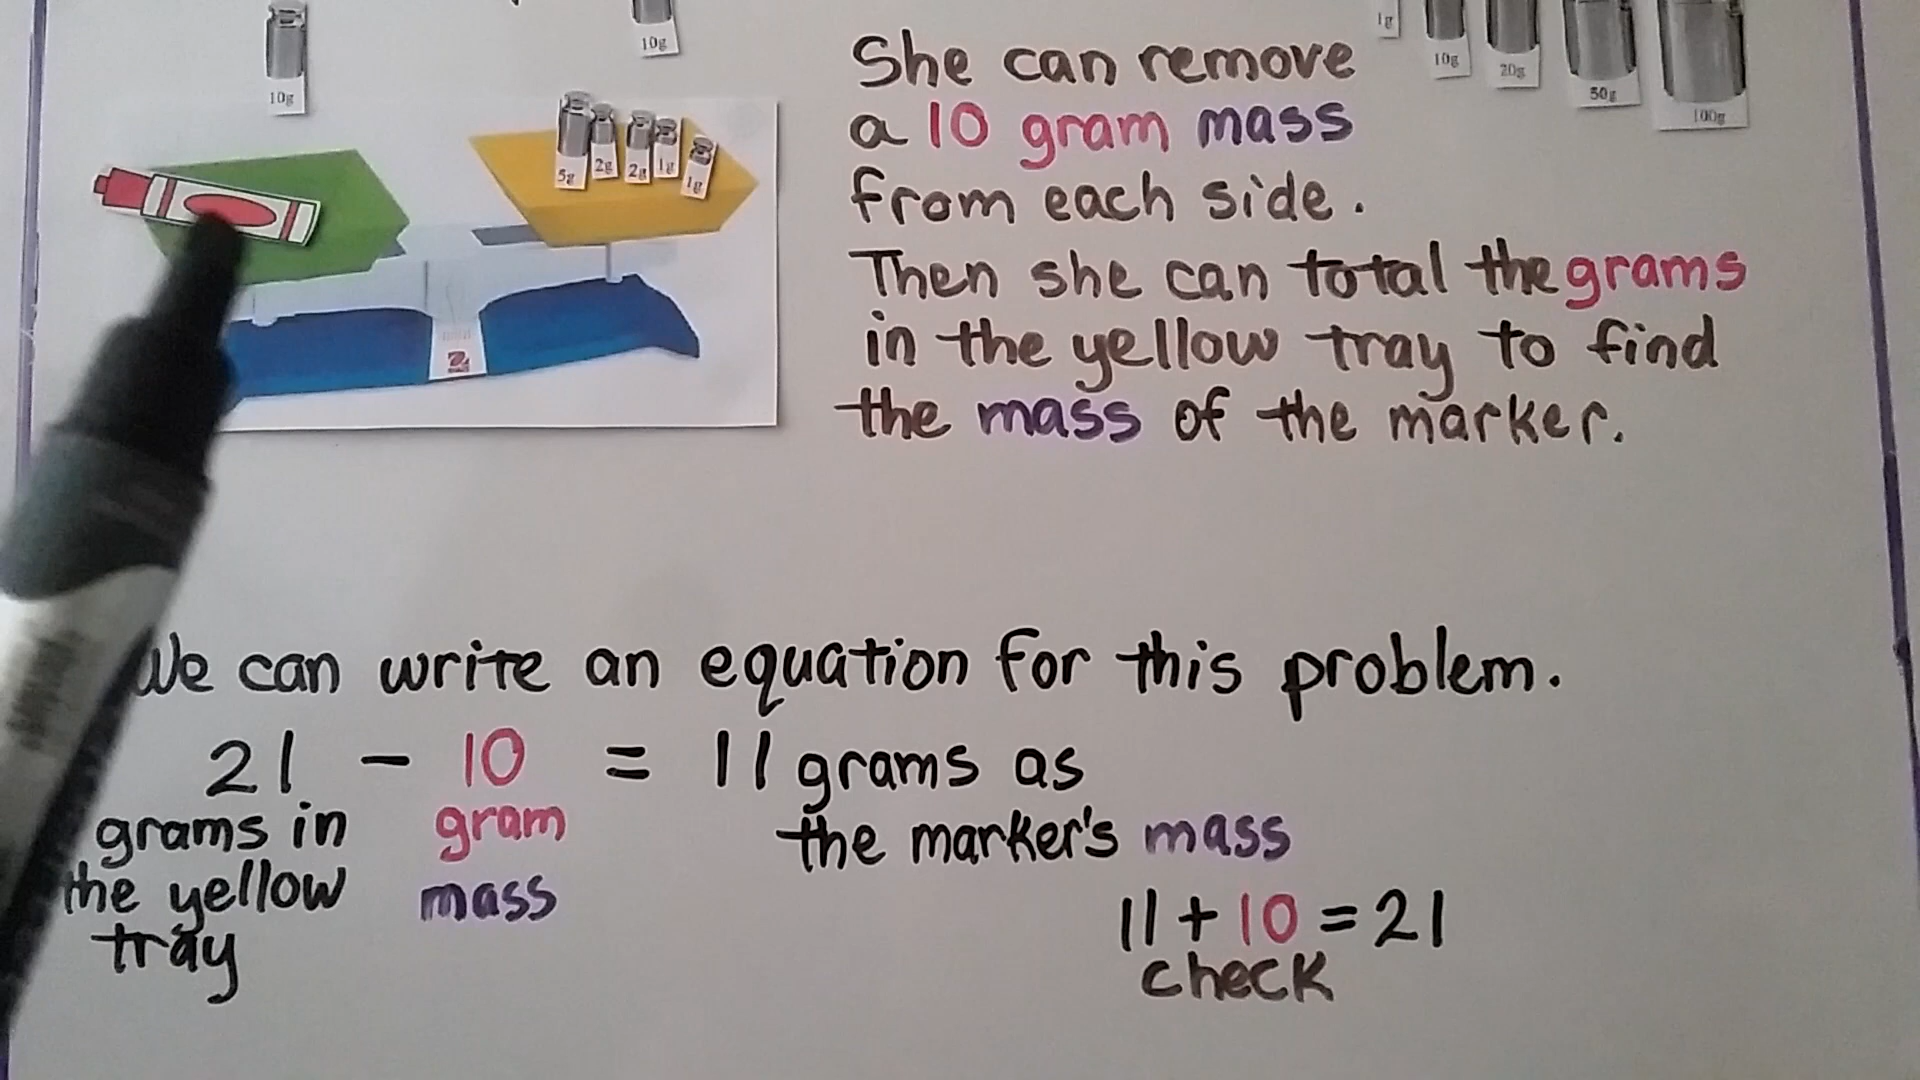 10g
10g
1g
10g
20g
50g
100g
5g
2g
2g
1g
1g
She can remove
a 10 gram mass
from each side.
Then she can total the grams
in the yellow tray to find
the mass of the marker.
We can write an equation for this problem.
21 - 10 = 11 grams as
grams in gram the marker's mass
the yellow mass
tray
11 + 10 = 21
check